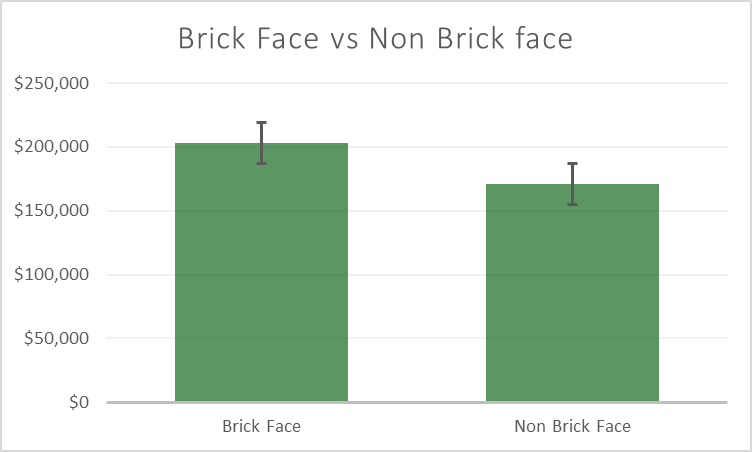 Brick Face vs Non Brick face
$250,000
$200,000
$150,000
$100,000
$50,000
$0
Brick Face
Non Brick Face